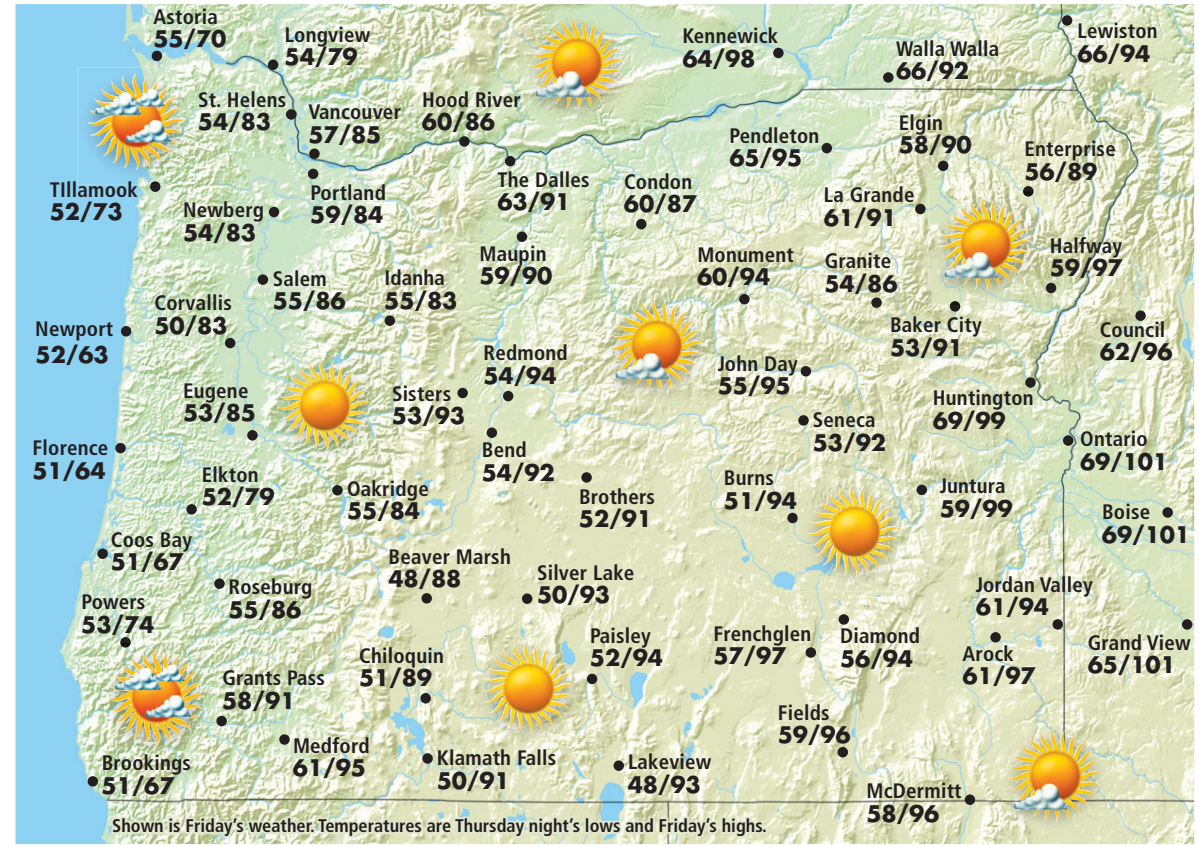 Astoria
55/70
Longview
54/79
Kennewick
64/98
Walla Walla
66/92
Lewiston
66/94
St. Helens
54/83
Vancouver
57/85
Hood River
60/86
Pendleton
65/95
Elgin
58/90
Enterprise
56/89
TIllamook
52/73
Newberg
54/83
Portland
59/84
The Dalles
63/91
Condon
60/87
La Grande
61/91
Maupin
59/90
Monument
60/94
Granite
54/86
Halfway
59/97
Salem
55/86
Idanha
55/83
Corvallis
50/83
Newport
52/63
Baker City
53/91
Council
62/96
Redmond
54/94
John Day
55/95
Eugene
53/85
Sisters
53/93
Huntington
69/99
Seneca
53/92
Florence
51/64
Bend
54/92
Ontario
69/101
Elkton
52/79
Oakridge
55/84
Brothers
52/91
Burns
51/94
Juntura
59/99
Boise
69/101
Coos Bay
51/67
Beaver Marsh
48/88
Silver Lake
50/93
Roseburg
55/86
Jordan Valley
61/94
Powers
53/74
Paisley
52/94
Frenchglen
57/97
Diamond
56/94
Arock
61/97
Grand View
65/101
Chiloquin
51/89
Grants Pass
58/91
Fields
59/96
Medford
61/95
Klamath Falls
50/91
Lakeview
48/93
Brookings
51/67
McDermitt
58/96
Shown is Friday's weather. Temperatures are Thursday night's lows and Friday's highs.